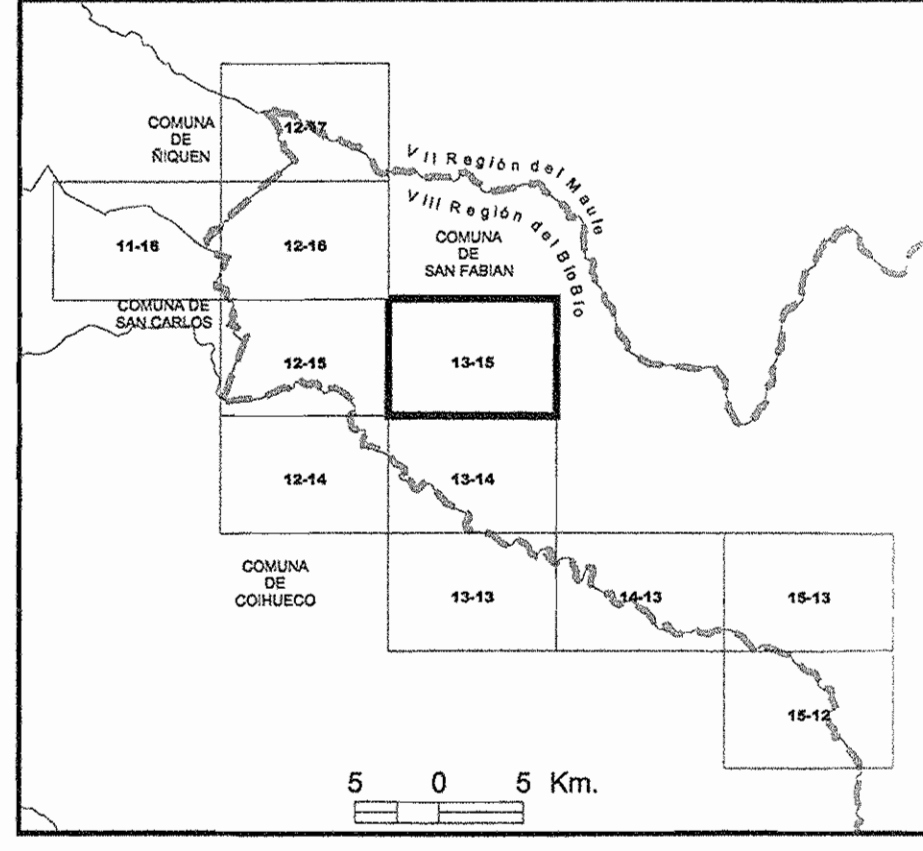 12-17
COMUNA
DE
ÑIQUEN
VII Región del Maule
VIII Región del Bío Bío
11-16
12-16
COMUNA
DE
SAN FABIAN
COMUNA DE
SAN CARLOS
12-15
13-15
12-14
13-14
COMUNA
DE
COIHUECO
13-13
14-13
15-13
15-12
5 0 5 Km.